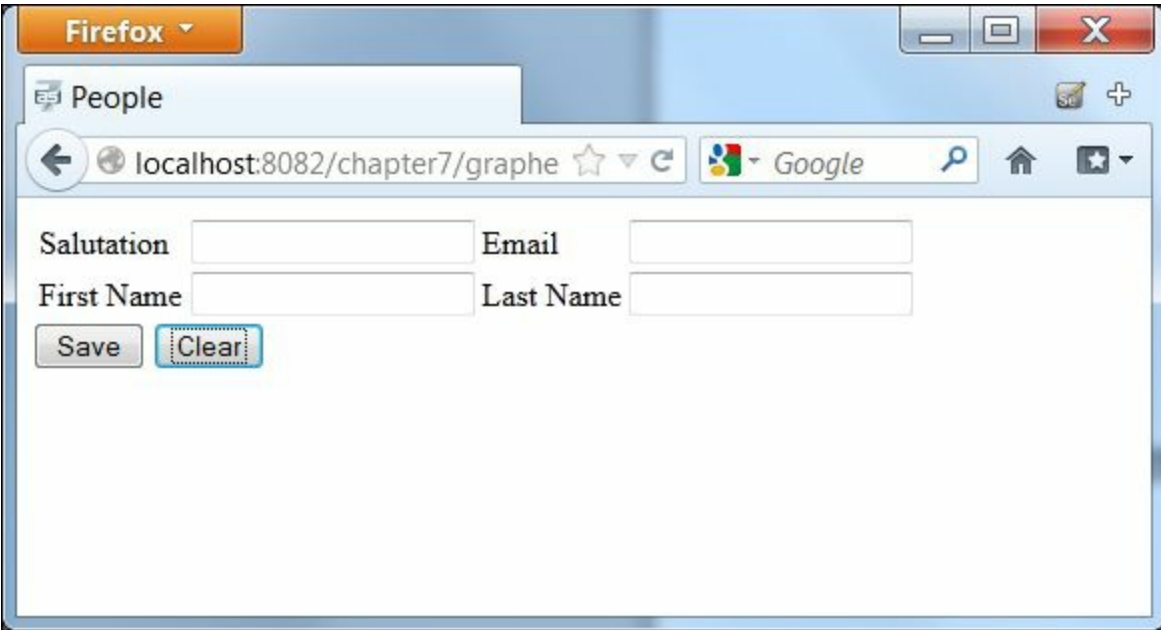 Firefox
People
localhost:8082/chapter7/graphe
Google
Salutation Email
First Name Last Name
Save Clear